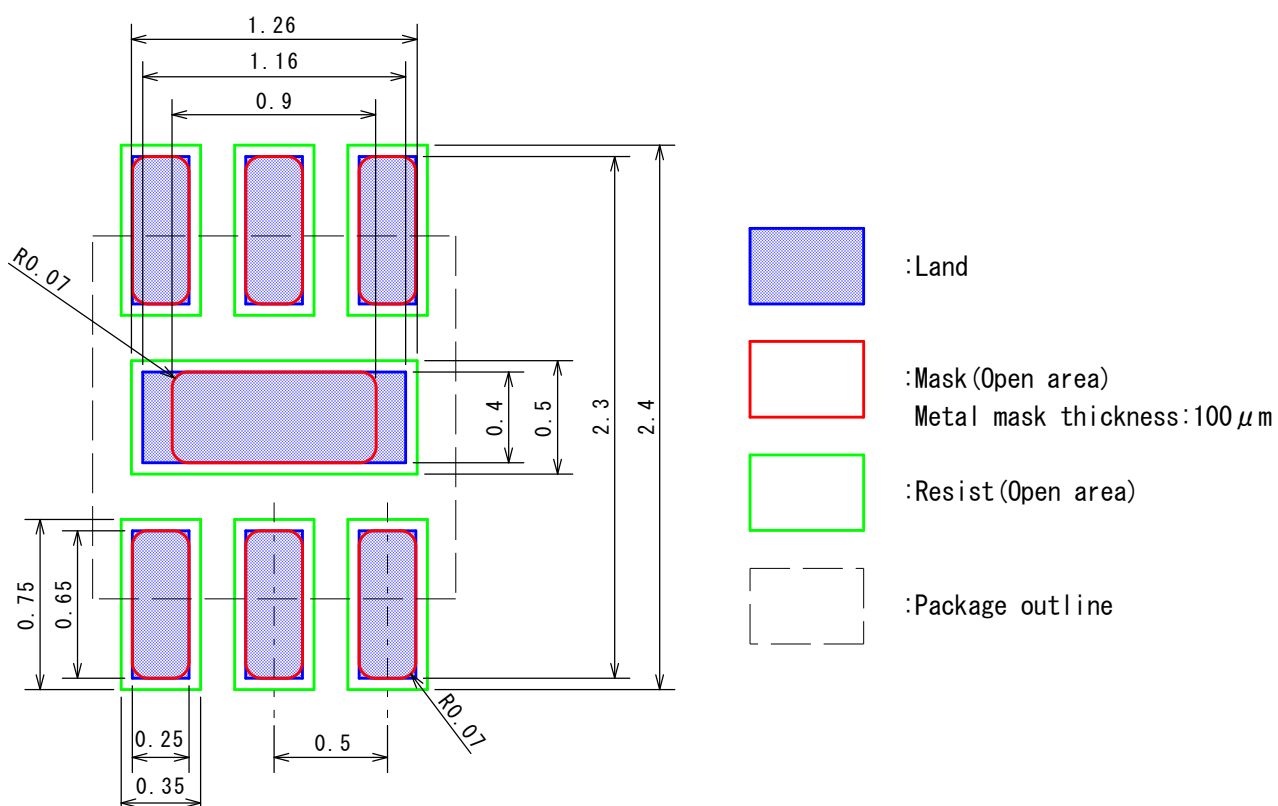 1.26
1.16
0.9
R0.07
0.4
0.5
2.3
2.4
0.75
0.65
R0.07
0.25
0.5
0.35
:Land
:Mask(Open area)
Metal mask thickness:100μm
:Resist(Open area)
:Package outline